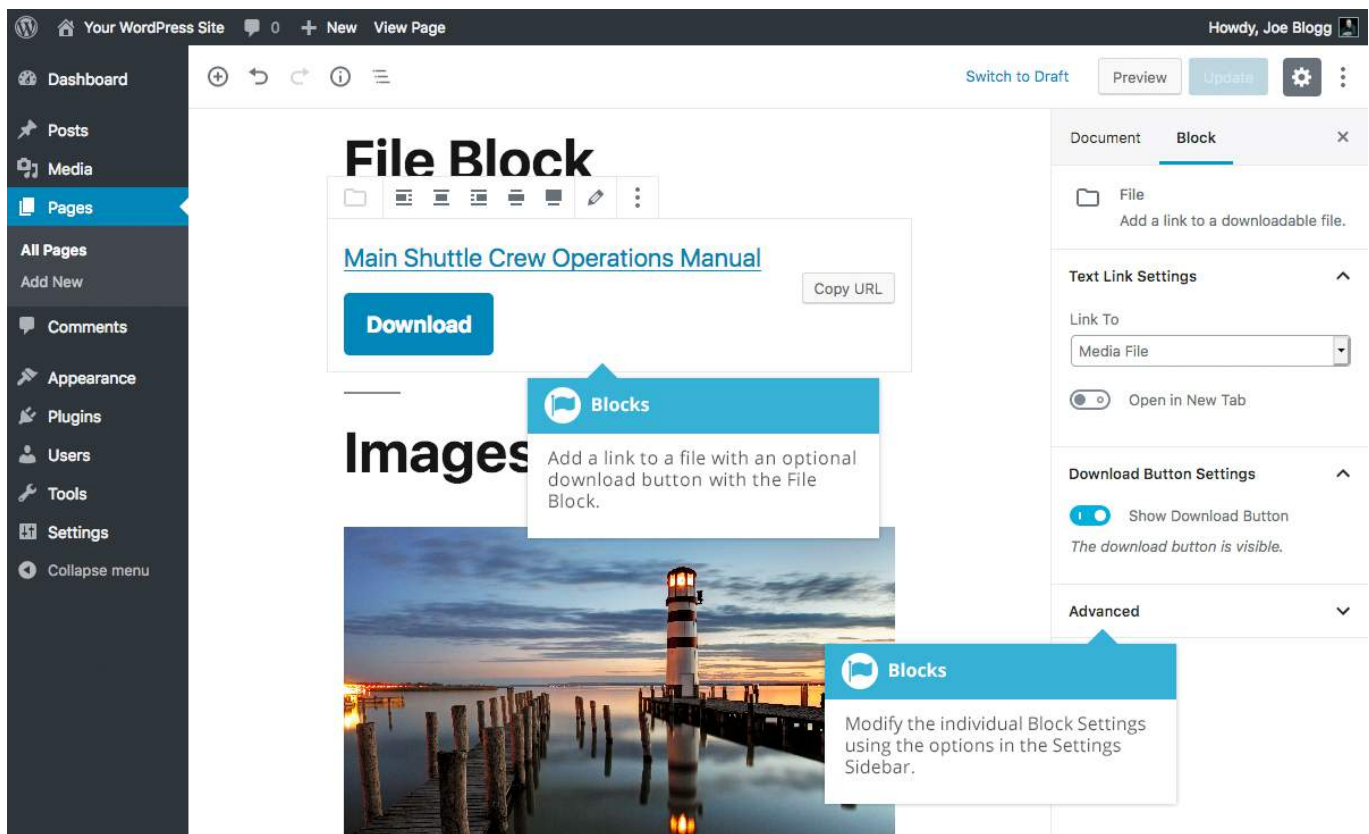 Your WordPress Site 0 New View Page Howdy, Joe Blogg
Dashboard
Posts
Media
Pages
All Pages
Add New
Comments
Appearance
Plugins
Users
Tools
Settings
Collapse menu
Switch to Draft Preview Update
File Block
Main Shuttle Crew Operations Manual
Copy URL
Download
Blocks
Add a link to a file with an optional
download button with the File
Block.
Images
Document Block
File
Add a link to a downloadable file.
Text Link Settings
Link To
Media File
Open in New Tab
Download Button Settings
Show Download Button
The download button is visible.
Advanced
Blocks
Modify the individual Block Settings
using the options in the Settings
Sidebar.